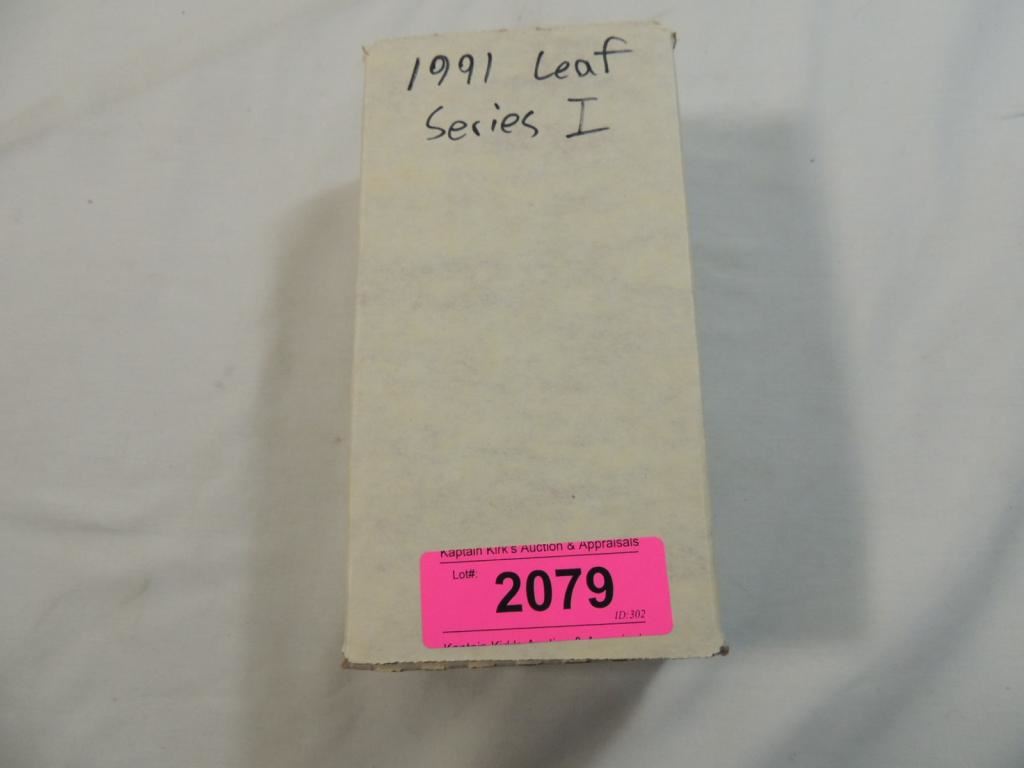 1991 Leaf
Series I
Kaptain Kirk's Auction & Appraisals
Lot#:
2079
ID:302